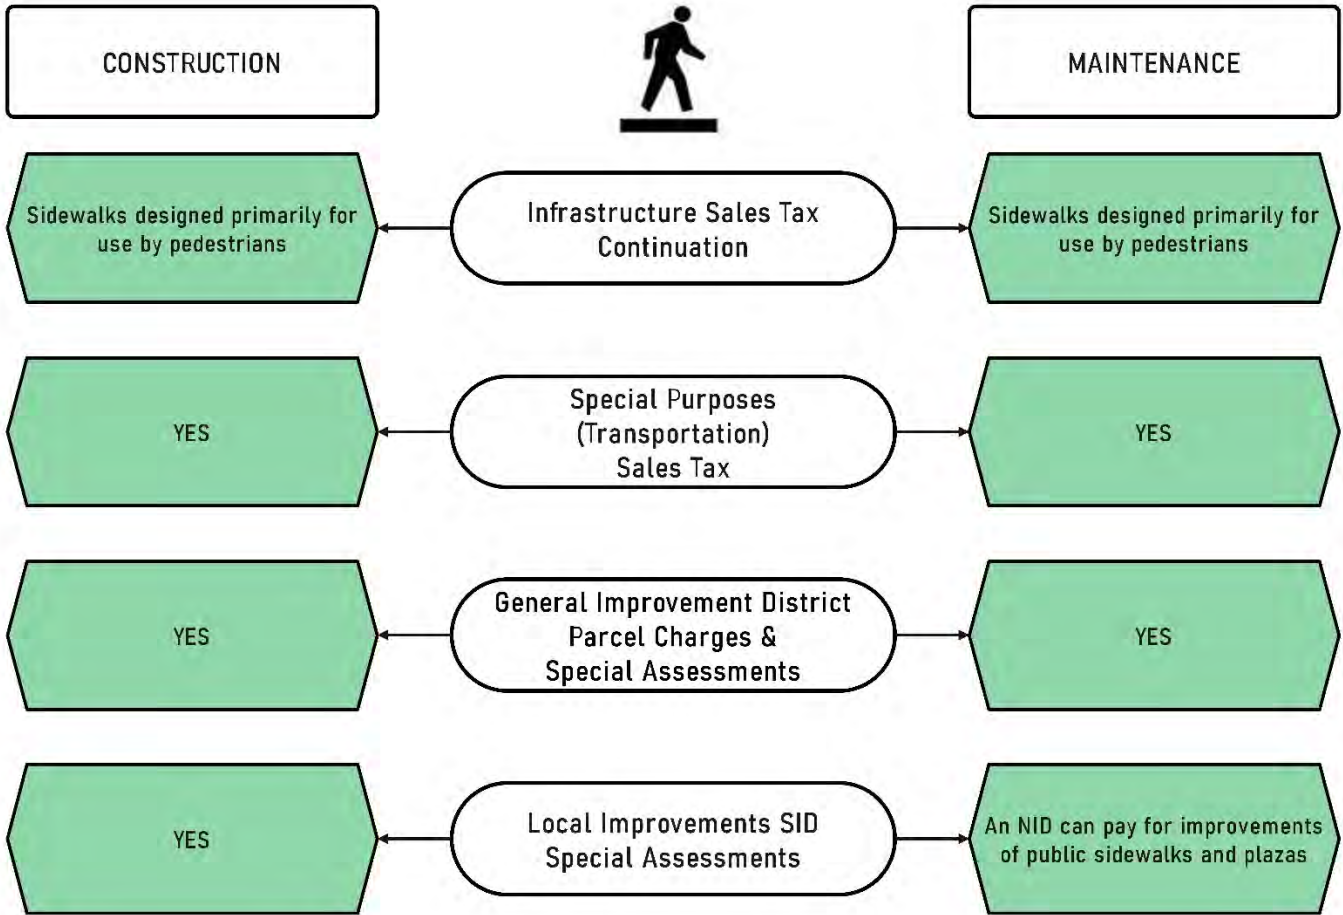 CONSTRUCTION
MAINTENANCE
Sidewalks designed primarily for
use by pedestrians
Infrastructure Sales Tax
Continuation
Sidewalks designed primarily for
use by pedestrians
YES
Special Purposes
(Transportation)
Sales Tax
YES
YES
General Improvement District
Parcel Charges &
Special Assessments
YES
YES
Local Improvements SID
Special Assessments
An NID can pay for improvements
of public sidewalks and plazas